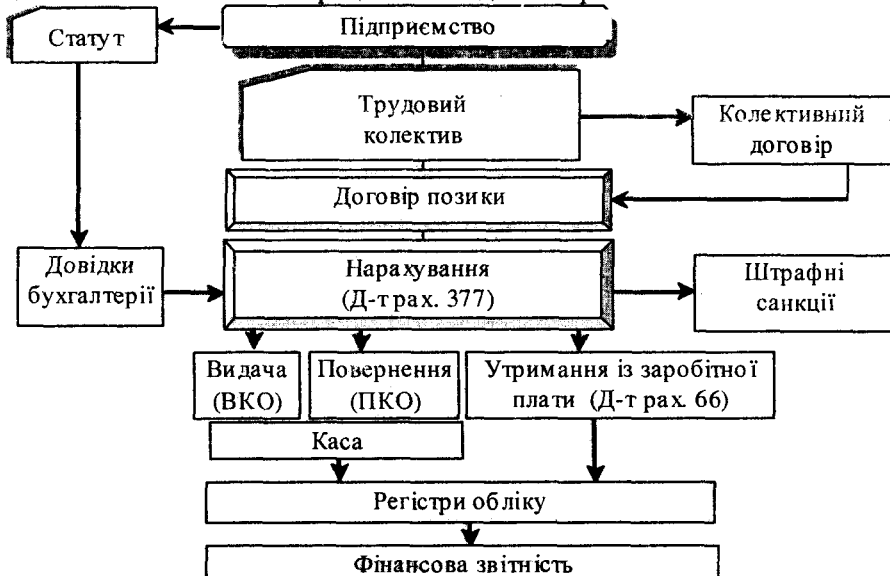 Статут
Підприємство
Трудовий
колектив
Колективний
договір
Договір позики
Довідки
бухгалтерії
Нарахування
(Д-т рах. 377)
Штрафні
санкції
Видача
(ВКО)
Повернення
(ПКО)
Утримання із заробітної
плати (Д-т рах. 66)
Каса
Регістри обліку
Фінансова звітність